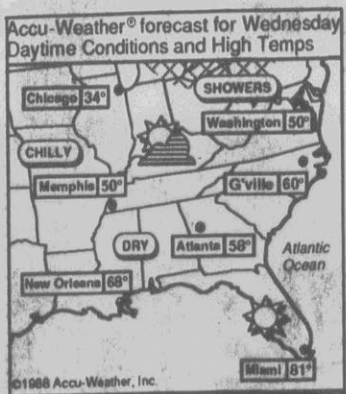 Accu-Weather® forecast for Wednesday
Daytime Conditions and High Temps
SHOWERS
Chicago 34°
Washington 50°
CHILLY
Memphis 50°
G'ville 60°
DRY
Atlanta 58°
Atlantic
Ocean
New Orleans 68°
Miami 81°
©1988 Accu-Weather, Inc.